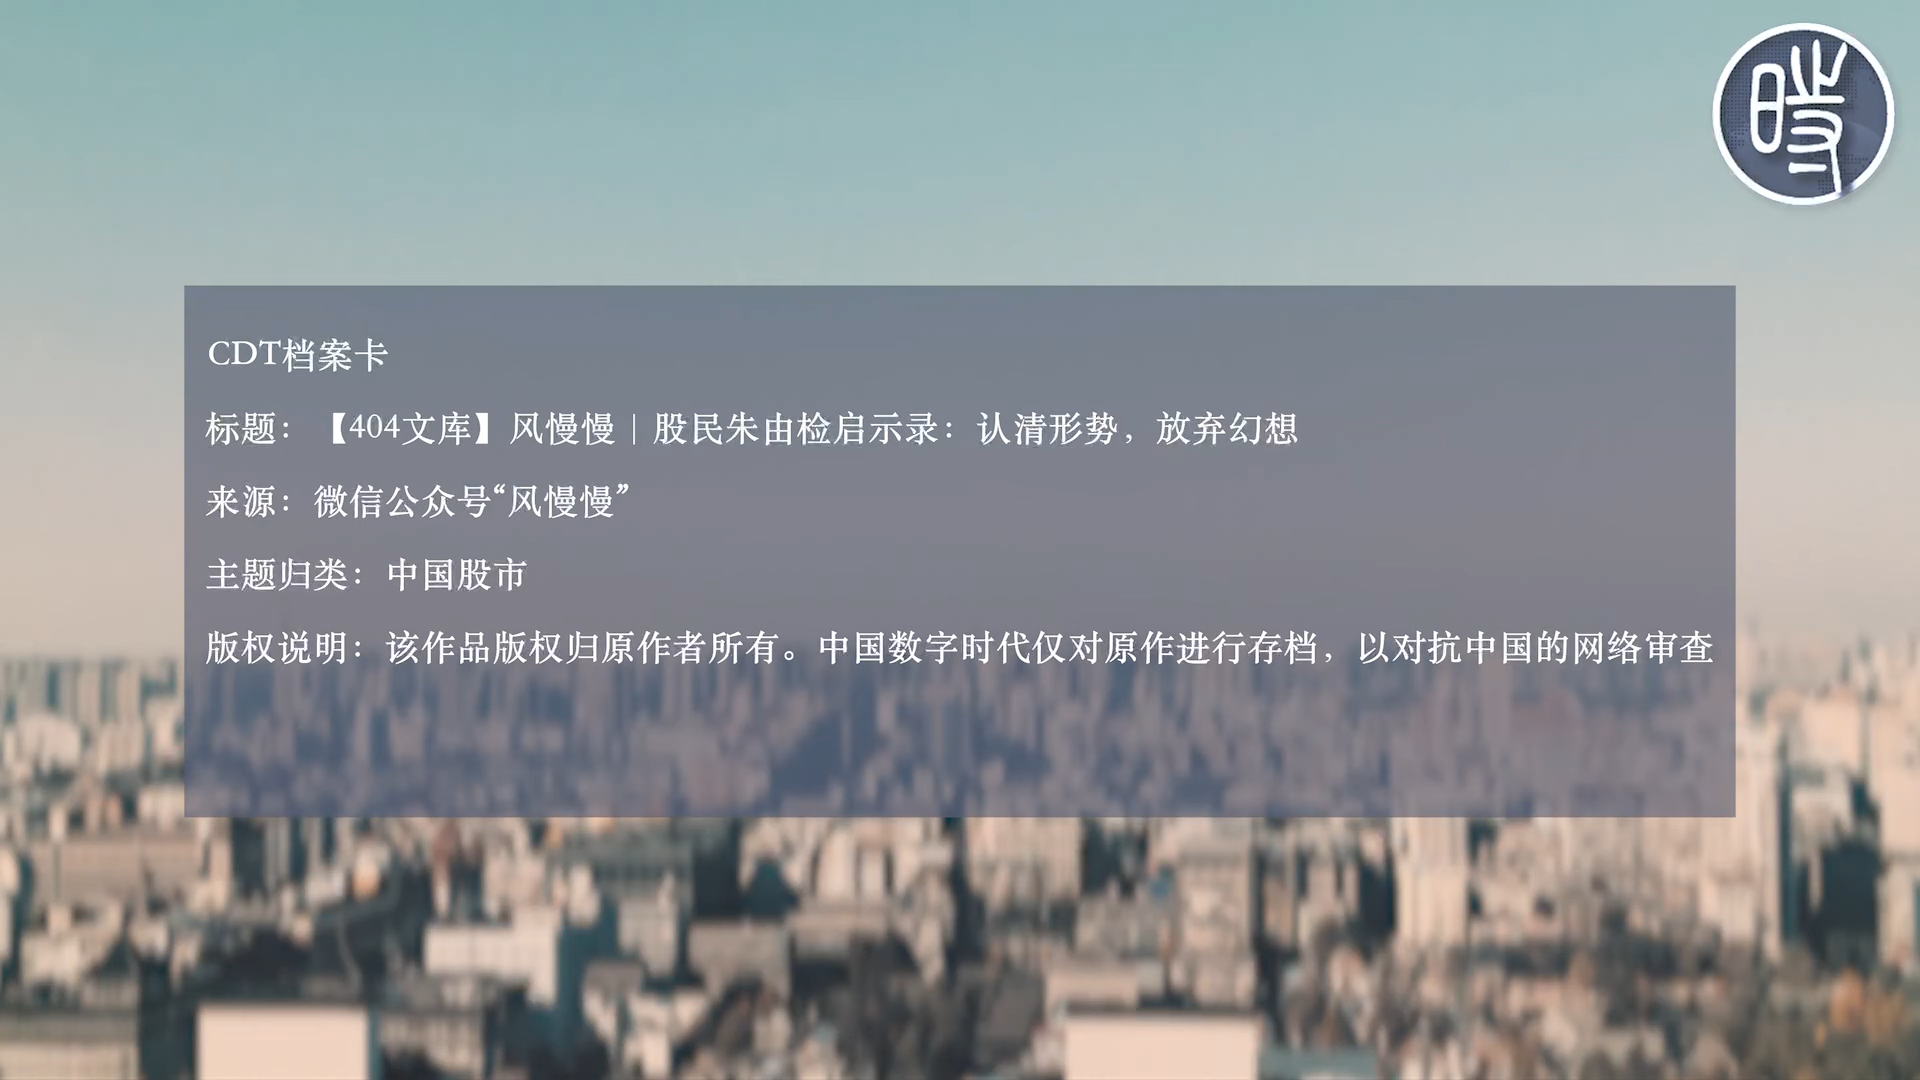 時
CDT档案卡
标题：【404文库】风慢慢｜股民朱由检启示录：认清形势，放弃幻想
来源：微信公众号“风慢慢”
主题归类：中国股市
版权说明：该作品版权归原作者所有。中国数字时代仅对原作进行存档，以对抗中国的网络审查